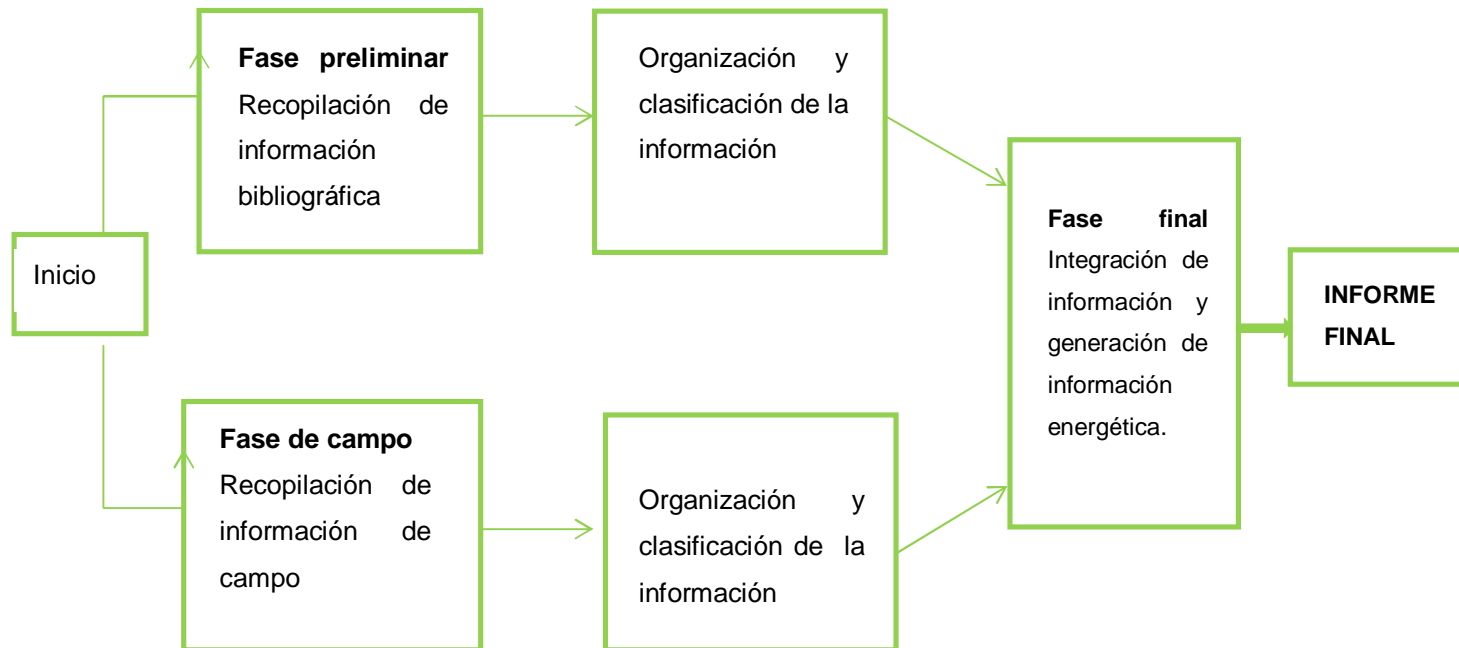 Inicio
Fase preliminar
Recopilación de
información
bibliográfica
Organización y
clasificación de la
información
Fase de campo
Recopilación de
información de
campo
Organización y
clasificación de la
información
Fase final
Integración de
información y
generación de
información
energética.
INFORME
FINAL